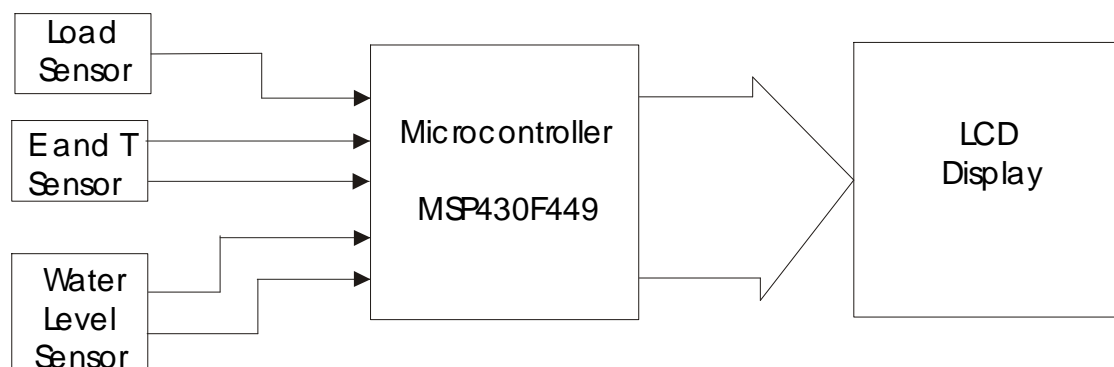 Load
Sensor
E and T
Sensor
Water
Level
Sensor
Microcontroller
MSP430F449
LCD
Display